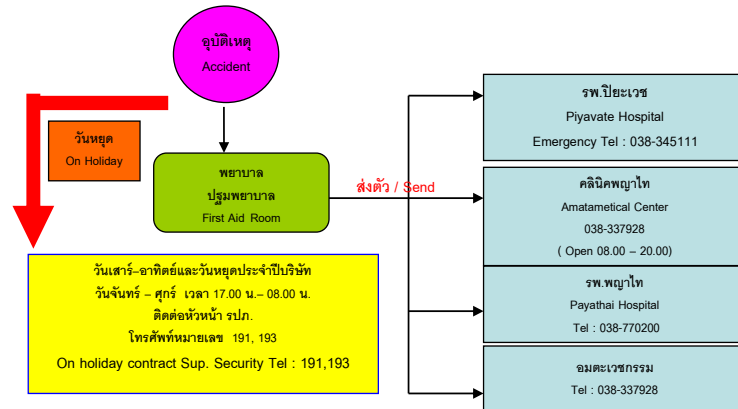 อุบัติเหตุ
Accident
วันหยุด
On Holiday
พยาบาล
ปฐมพยาบาล
First Aid Room
ส่งตัว / Send
รพ.ปิยะเวช
Piyavate Hospital
Emergency Tel : 038-345111
คลินิคพญาไท
Amatametical Center
038-337928
( Open 08.00 – 20.00)
รพ.พญาไท
Payathai Hospital
Tel : 038-770200
อมตะเวชกรรม
Tel : 038-337928
วันเสาร์-อาทิตย์และวันหยุดประจำปีบริษัท
วันจันทร์ – ศุกร์ เวลา 17.00 น.– 08.00 น.
ติดต่อหัวหน้า รปภ.
โทรศัพท์หมายเลข 191, 193
On holiday contract Sup. Security Tel : 191,193